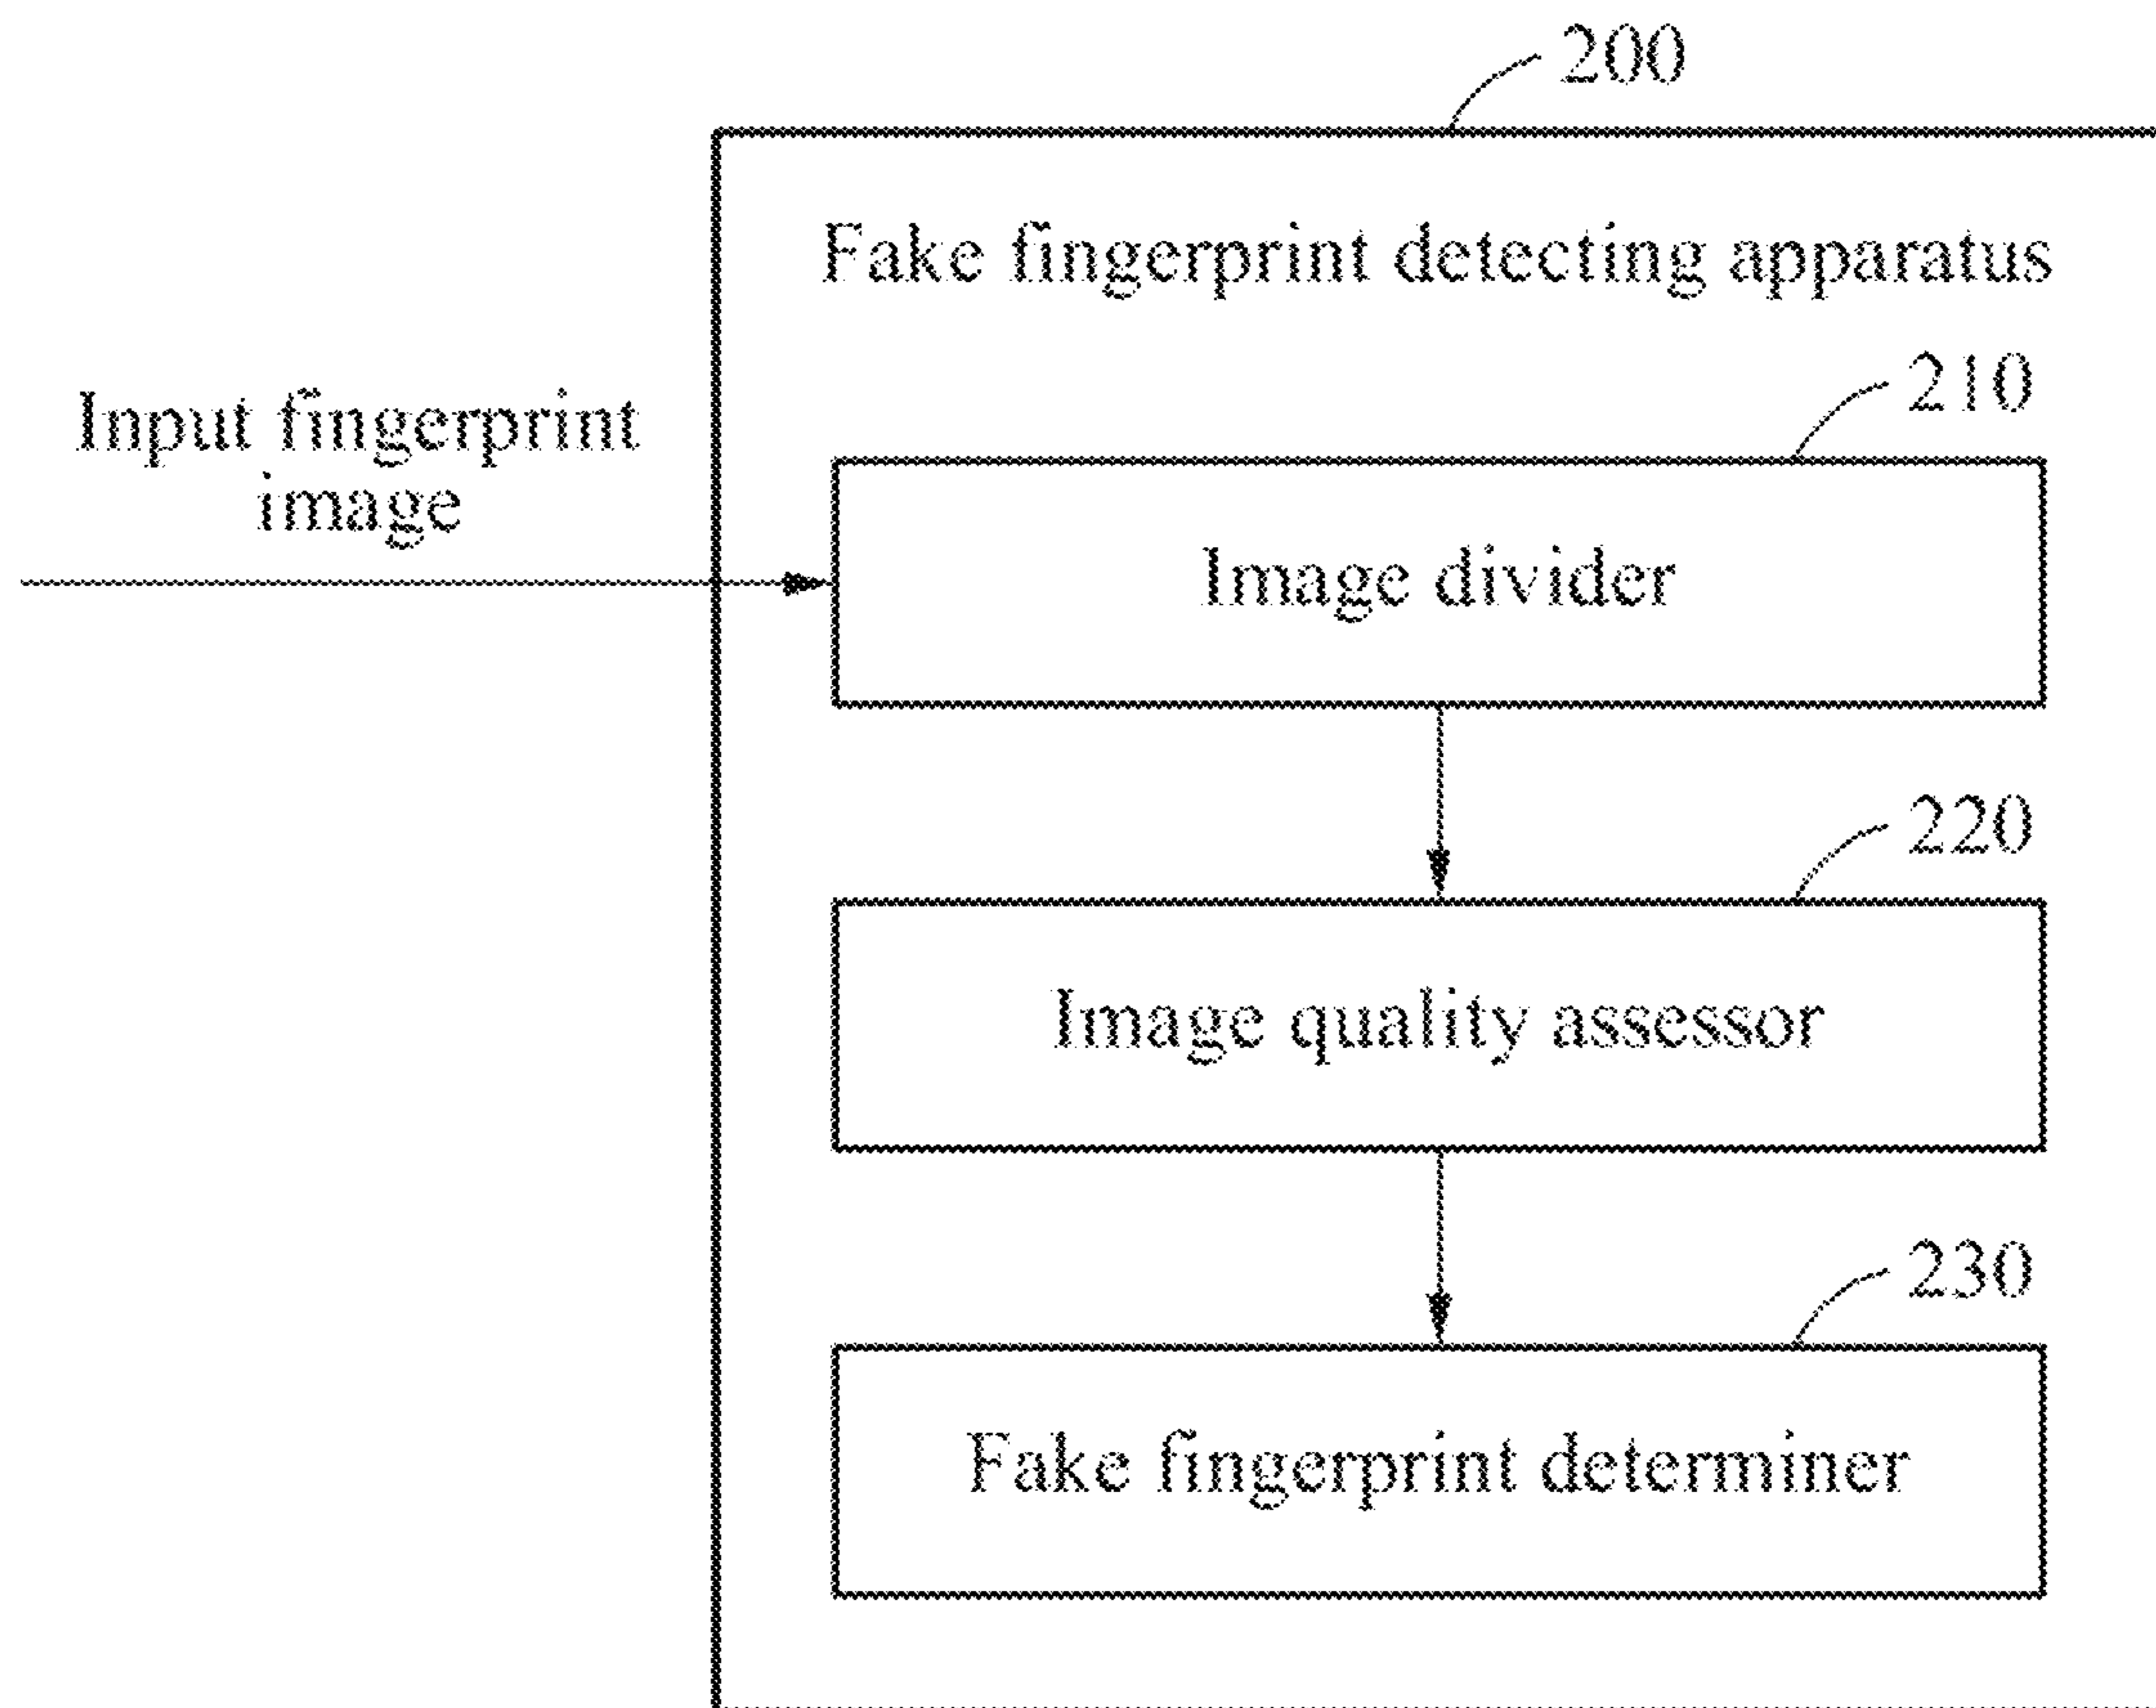 200
Fake fingerprint detecting apparatus
210
Input fingerprint
image
Image divider
220
Image quality assessor
230
Fake fingerprint determiner